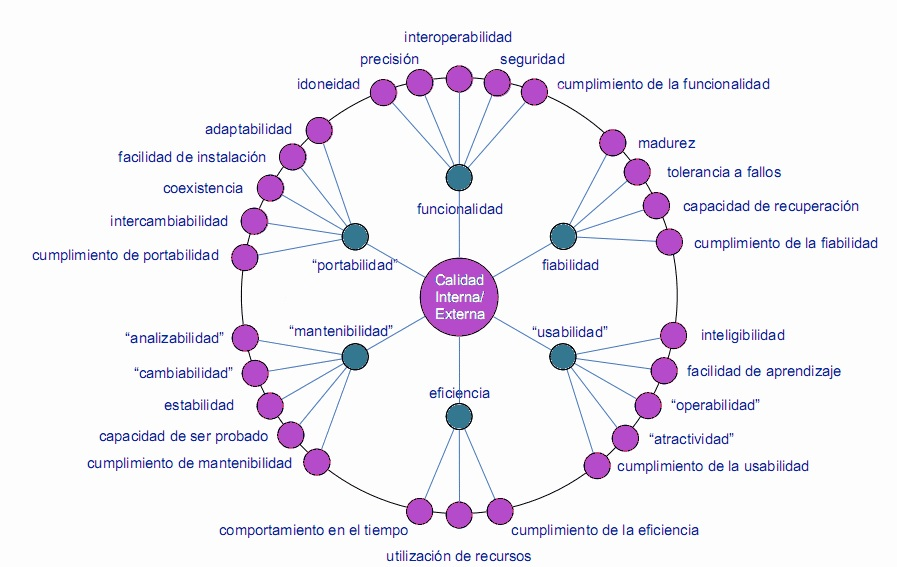 interoperabilidad
precisión
seguridad
idoneidad
cumplimiento de la funcionalidad
adaptabilidad
madurez
facilidad de instalación
tolerancia a fallos
coexistencia
capacidad de recuperación
funcionalidad
intercambiabilidad
cumplimiento de la fiabilidad
cumplimiento de portabilidad
“portabilidad”
fiabilidad
Calidad
Interna/
Externa
“mantenibilidad”
“usabilidad”
“analizabilidad”
inteligibilidad
“cambiabilidad”
facilidad de aprendizaje
eficiencia
estabilidad
“operabilidad”
capacidad de ser probado
“atractividad”
cumplimiento de mantenibilidad
cumplimiento de la usabilidad
comportamiento en el tiempo
cumplimiento de la eficiencia
utilización de recursos